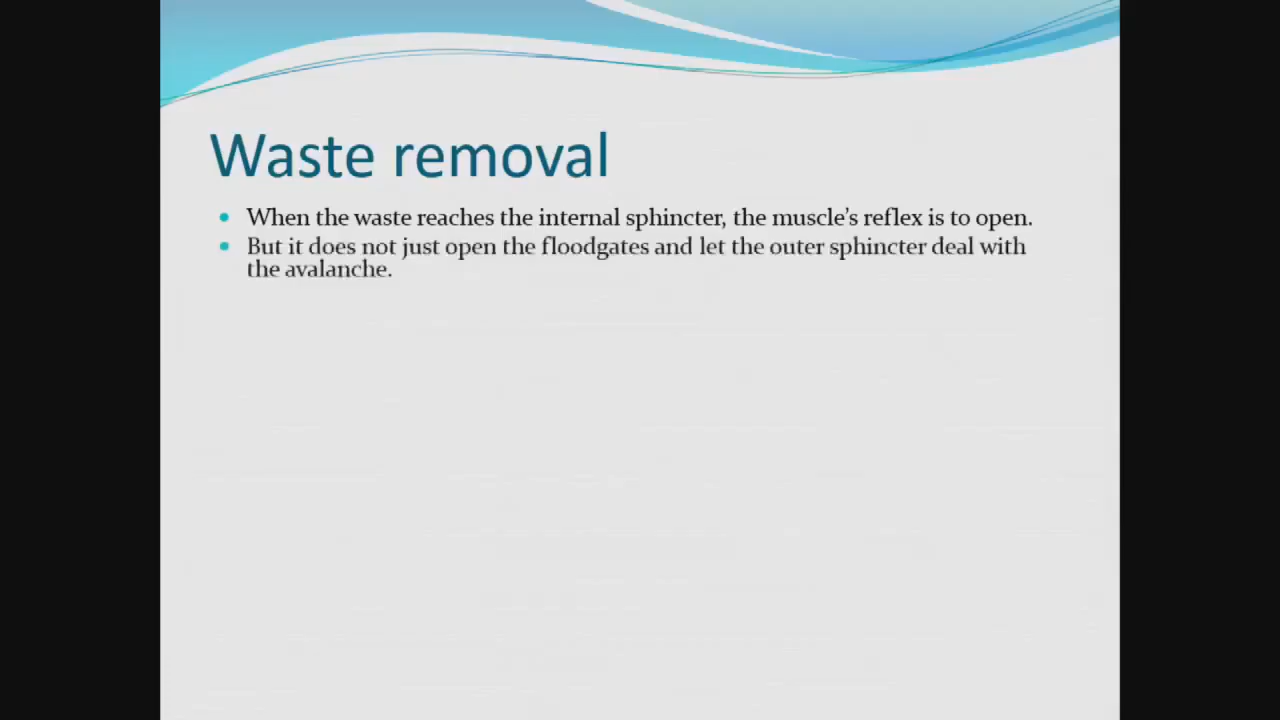 Waste removal
When the waste reaches the internal sphincter, the muscle’s reflex is to open.
But it does not just open the floodgates and let the outer sphincter deal with
the avalanche.